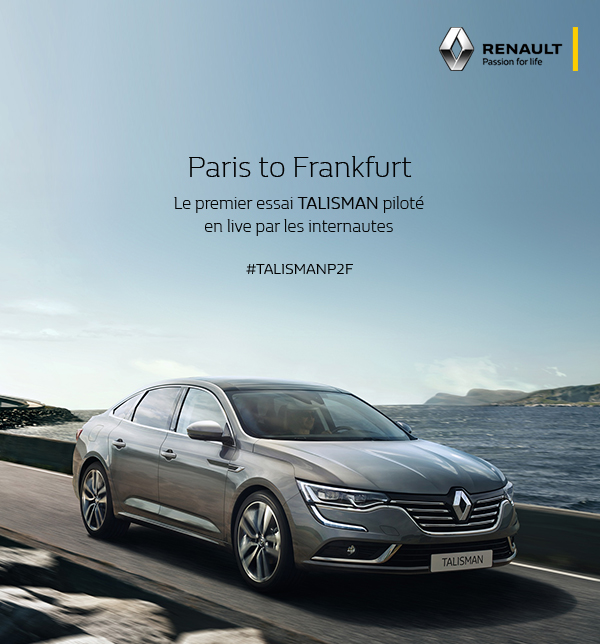 RENAULT
Passion for life
Paris to Frankfurt
Le premier essai TALISMAN piloté
en live par les internautes
#TALISMANP2F
TALISMAN